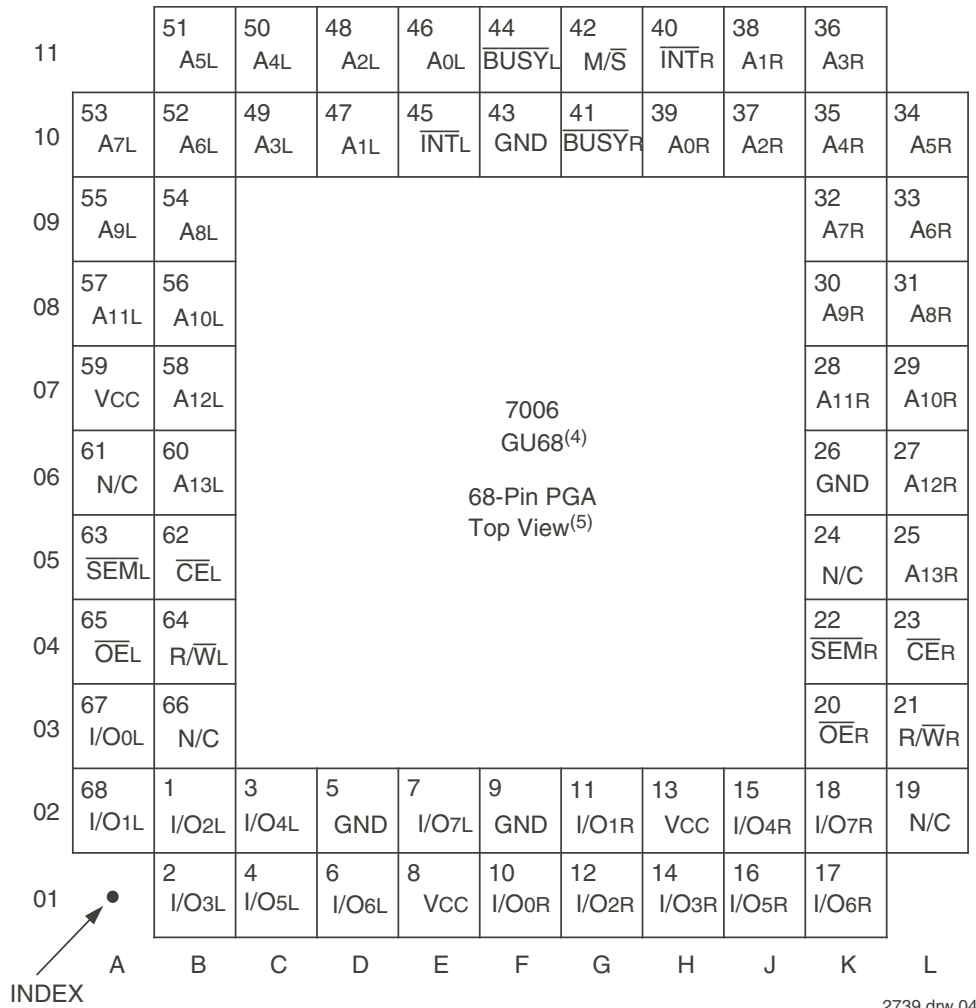 11
51 50 48 46 44 42 40 38 36
A5L A4L A2L A0L BUSYL M/S INTR A1R A3R
10
53 52 49 47 45 43 41 39 37 35 34
A7L A6L A3L A1L INTL GND BUSYR A0R A2R A4R A5R
09
55 54 32 33
A9L A8L A7R A6R
08
57 56 30 31
A11L A10L A9R A8R
07
59 58 28 29
VCC A12L A11R A10R
7006
GU68(4)
06
61 60 26 27
N/C A13L GND A12R
68-Pin PGA
Top View(5)
05
63 62 24 25
SEML CEL N/C A13R
04
65 64 22 23
OEL R/WL SEMR CER
03
67 66 20 21
I/O0L N/C OER R/WR
02
68 1 3 5 7 9 11 13 15 18 19
I/O1L I/O2L I/O4L GND I/O7L GND I/O1R VCC I/O4R I/O7R N/C
01
2 4 6 8 10 12 14 16 17
I/O3L I/O5L I/O6L VCC I/O0R I/O2R I/O3R I/O5R I/O6R
A B C D E F G H J K L
INDEX
2739 drw 04